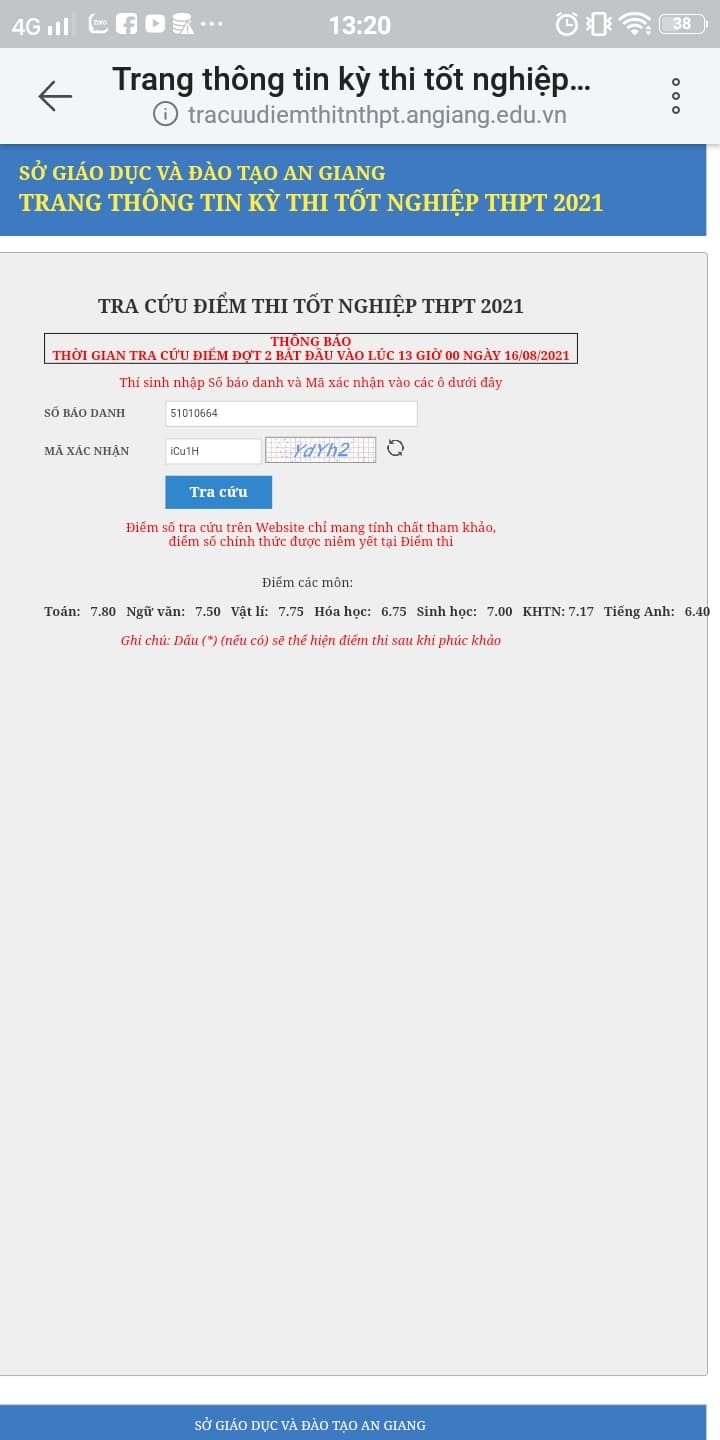 4G 13:20 38
Trang thông tin kỳ thi tốt nghiệp...
tracuudiemthitnthpt.angiang.edu.vn
SỞ GIÁO DỤC VÀ ĐÀO TẠO AN GIANG
TRANG THÔNG TIN KỲ THI TỐT NGHIỆP THPT 2021
TRA CỨU ĐIỂM THI TỐT NGHIỆP THPT 2021
THÔNG BÁO
THỜI GIAN TRA CỨU ĐIỂM ĐỢT 2 BẮT ĐẦU VÀO LÚC 13 GIỜ 00 NGÀY 16/08/2021
Thí sinh nhập Số báo danh và Mã xác nhận vào các ô dưới đây
SỐ BÁO DANH 51010664
MÃ XÁC NHẬN iCu1H YdYh2
Tra cứu
Điểm số tra cứu trên Website chỉ mang tính chất tham khảo,
điểm số chính thức được niêm yết tại Điểm thi
Điểm các môn:
Toán: 7.80 Ngữ văn: 7.50 Vật lí: 7.75 Hóa học: 6.75 Sinh học: 7.00 KHTN: 7.17 Tiếng Anh: 6.40
Ghi chú: Dấu (*) (nếu có) sẽ thể hiện điểm thi sau khi phúc khảo
SỞ GIÁO DỤC VÀ ĐÀO TẠO AN GIANG